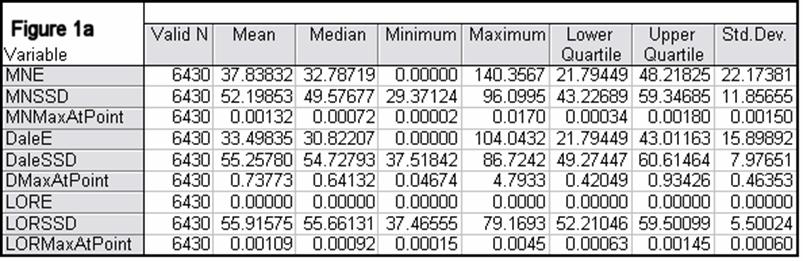 Figure 1a
Variable Valid N Mean Median Minimum Maximum Lower Quartile Upper Quartile Std.Dev.
MNE 6430 37.83832 32.78719 0.00000 140.3567 21.79449 48.21825 22.17381
MNSSD 6430 52.19853 49.57677 29.37124 96.0995 43.22689 59.34685 11.85655
MNMaxAtPoint 6430 0.00132 0.00072 0.00002 0.0170 0.00034 0.00180 0.00150
DaleE 6430 33.49835 30.82207 0.00000 104.0432 21.79449 43.01163 15.89892
DaleSSD 6430 55.25780 54.72793 37.51842 86.7242 49.27447 60.61464 7.97651
DMaxAtPoint 6430 0.73773 0.64132 0.04674 4.7933 0.42049 0.93426 0.46353
LORE 6430 0.00000 0.00000 0.00000 0.0000 0.00000 0.00000 0.00000
LORSSD 6430 55.91575 55.66131 37.46555 79.1693 52.21046 59.50099 5.50024
LORMaxAtPoint 6430 0.00109 0.00092 0.00015 0.0045 0.00063 0.00145 0.00060